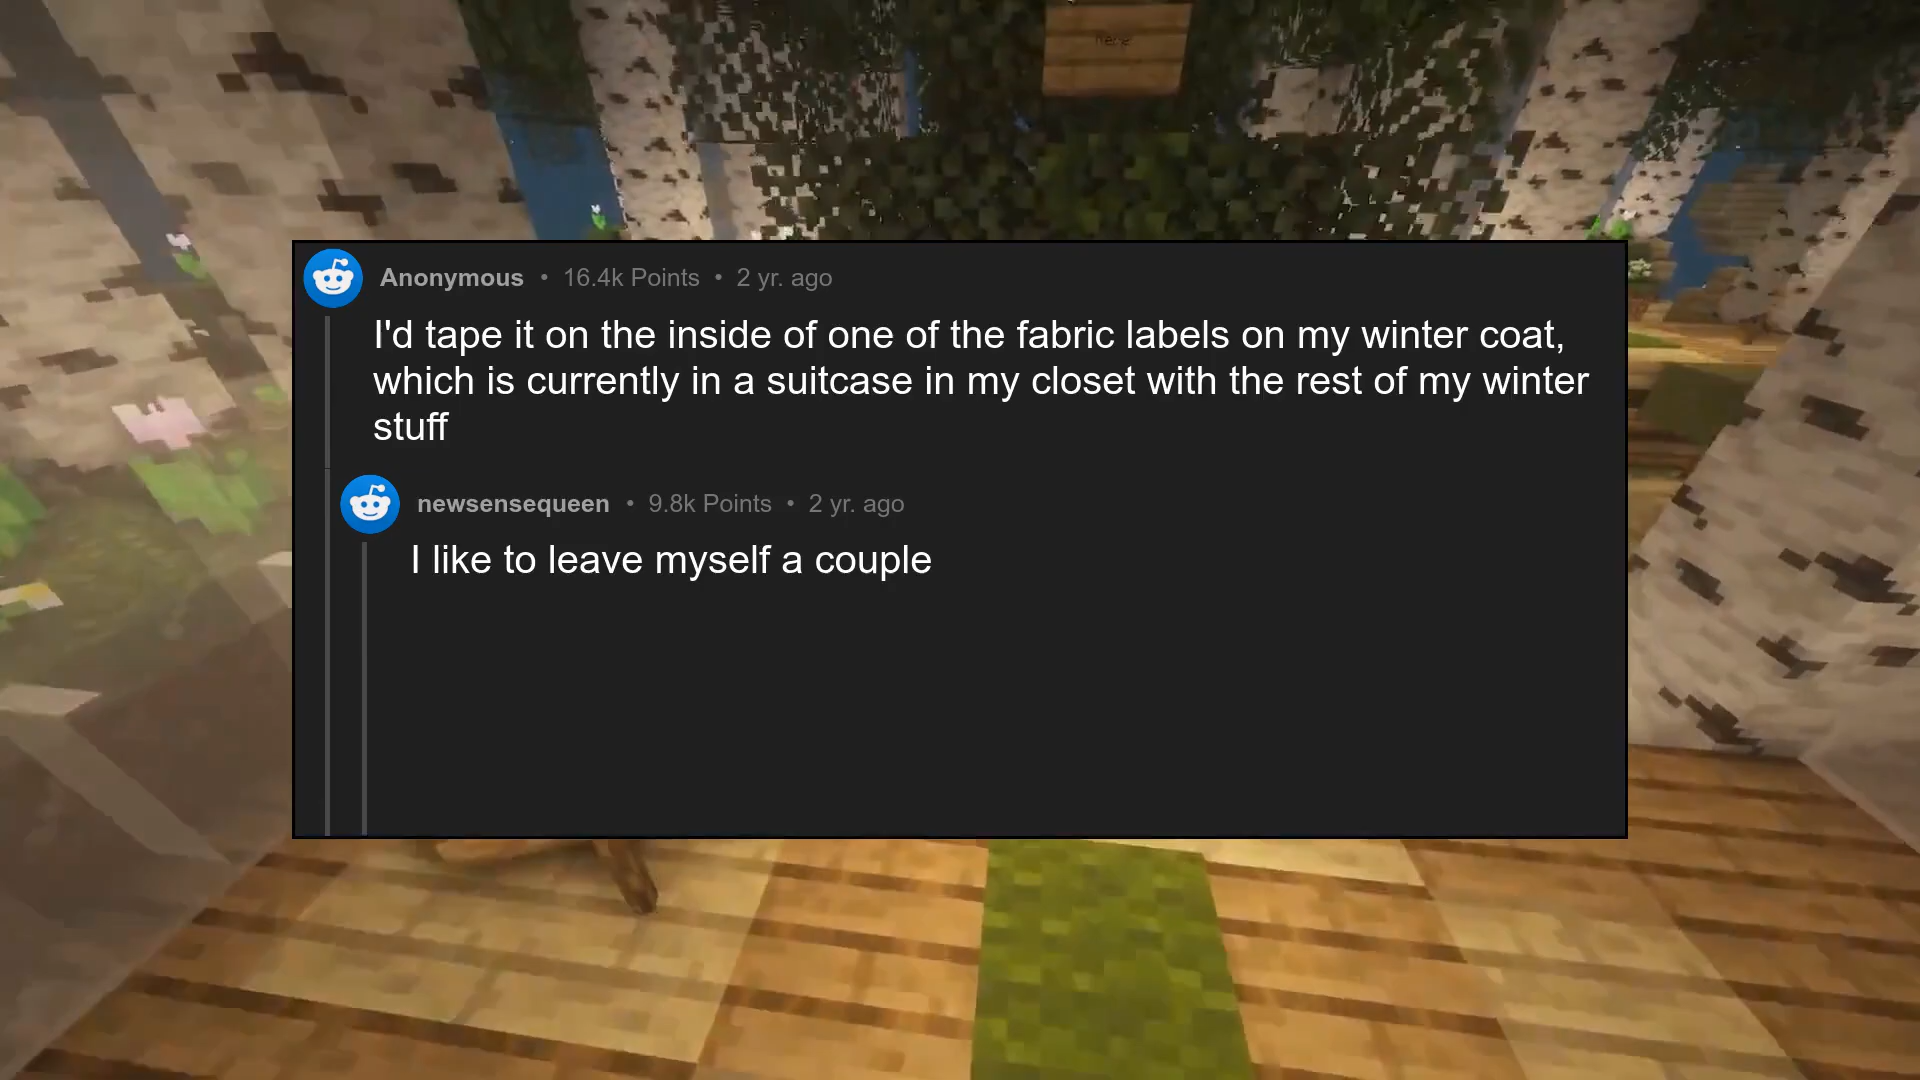 Anonymous • 16.4k Points • 2 yr. ago
I'd tape it on the inside of one of the fabric labels on my winter coat,
which is currently in a suitcase in my closet with the rest of my winter
stuff
newsensequeen • 9.8k Points • 2 yr. ago
I like to leave myself a couple